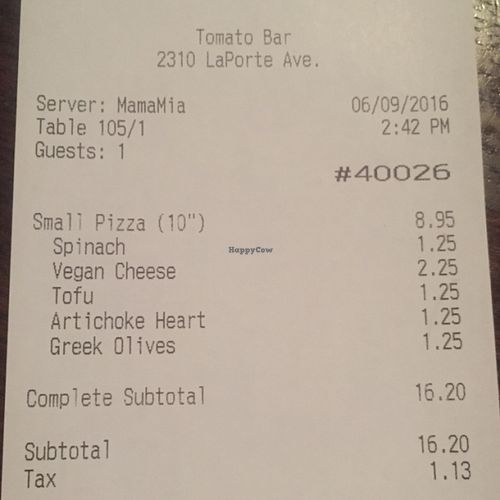 Tomato Bar
2310 LaPorte Ave.
Server: MamaMia 06/09/2016
Table 105/1 2:42 PM
Guests: 1
#40026
Small Pizza (10") 8.95
Spinach 1.25
HappyCow
Vegan Cheese 2.25
Tofu 1.25
Artichoke Heart 1.25
Greek Olives 1.25
Complete Subtotal 16.20
Subtotal 16.20
Tax 1.13